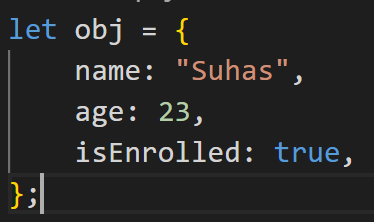 let obj = {
    name: "Suhas",
    age: 23,
    isEnrolled: true,
};